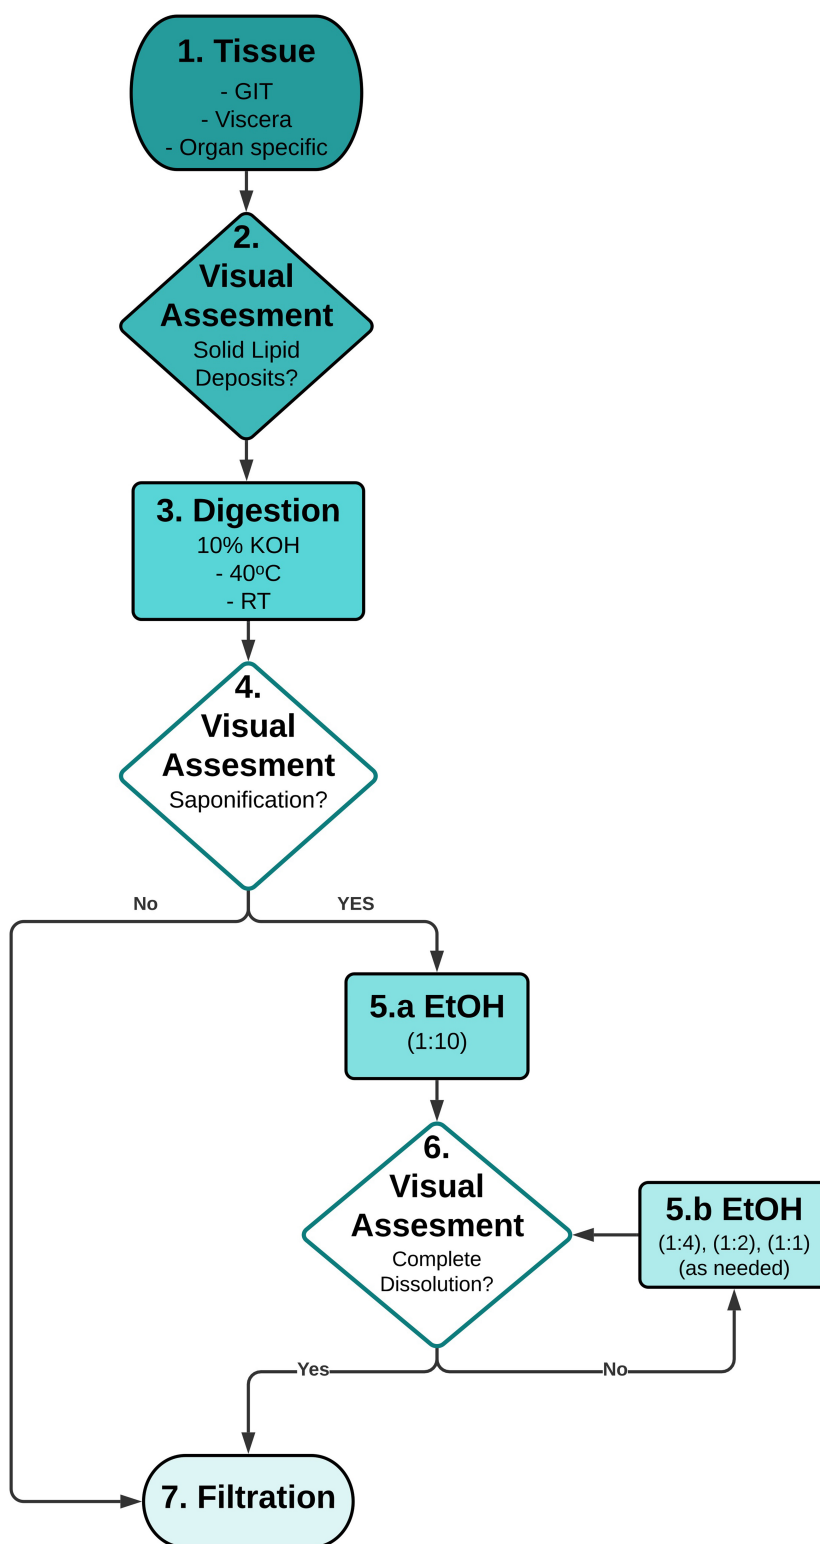 1. Tissue
- GIT
- Viscera
- Organ specific
2.
Visual
Assesment
Solid Lipid
Deposits?
3. Digestion
10% KOH
- 40ºC
- RT
4.
Visual
Assesment
Saponification?
No
YES
5.a EtOH
(1:10)
6.
Visual
Assesment
Complete
Dissolution?
5.b EtOH
(1:4), (1:2), (1:1)
(as needed)
Yes
No
7. Filtration